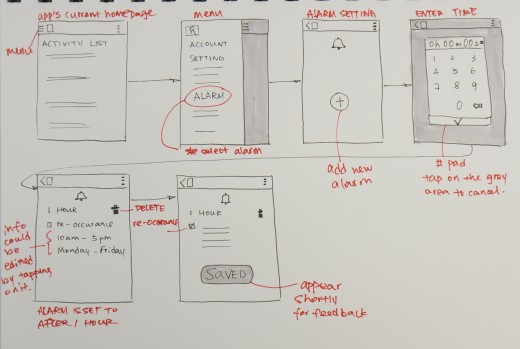 app's current homepage
menu
ACTIVITY LIST
menu
ACCOUNT
SETTING
ALARM
select alarm
ALARM SETTING
add new
alarm
ENTER TIME
0h 00m 00s
1 2 3
4 5 6
7 8 9
0
# pad
tap on the grey
area to cancel.
1 HOUR
DELETE
re-occurance
10am - 5pm
Monday - Friday
info
could
be
edited
by tapping
on it.
ALARM IS SET TO
AFTER 1 HOUR
1 HOUR
re-occurance
SAVED
appear
shortly
for feedback